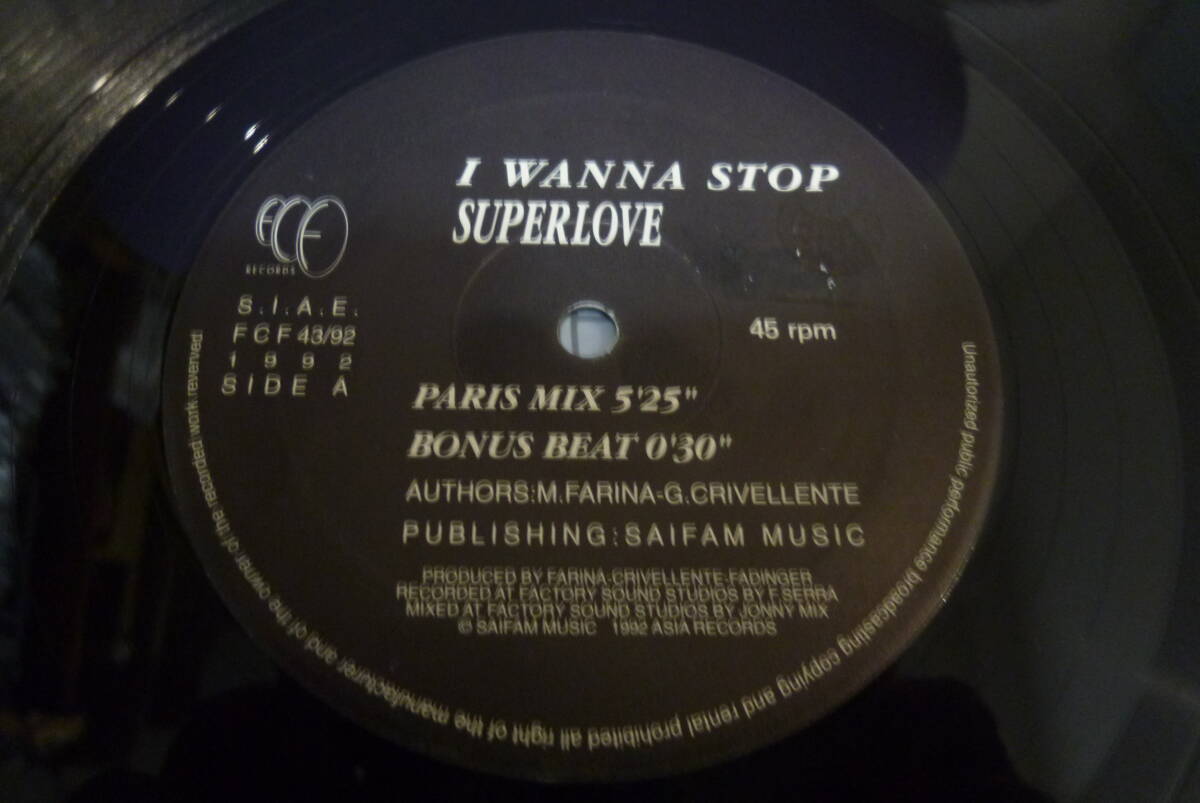 I WANNA STOP
SUPERLOVE
FCF
RECORDS
S.I.A.E.
FCF 43/92
1992
SIDE A
45 rpm
PARIS MIX 5'25"
BONUS BEAT 0'30"
AUTHORS:M.FARINA-G.CRIVELLENTE
PUBLISHING:SAIFAM MUSIC
PRODUCED BY FARINA-CRIVELLENTE-FADINGER
RECORDED AT FACTORY SOUND STUDIOS BY F.SERRA
MIXED AT FACTORY SOUND STUDIOS BY JONNY MIX
© SAIFAM MUSIC 1992 ASIA RECORDS
unautorized public performance broadcasting copying and rental prohibited all right of the manufacturer and of the owner of the recorded work reverved